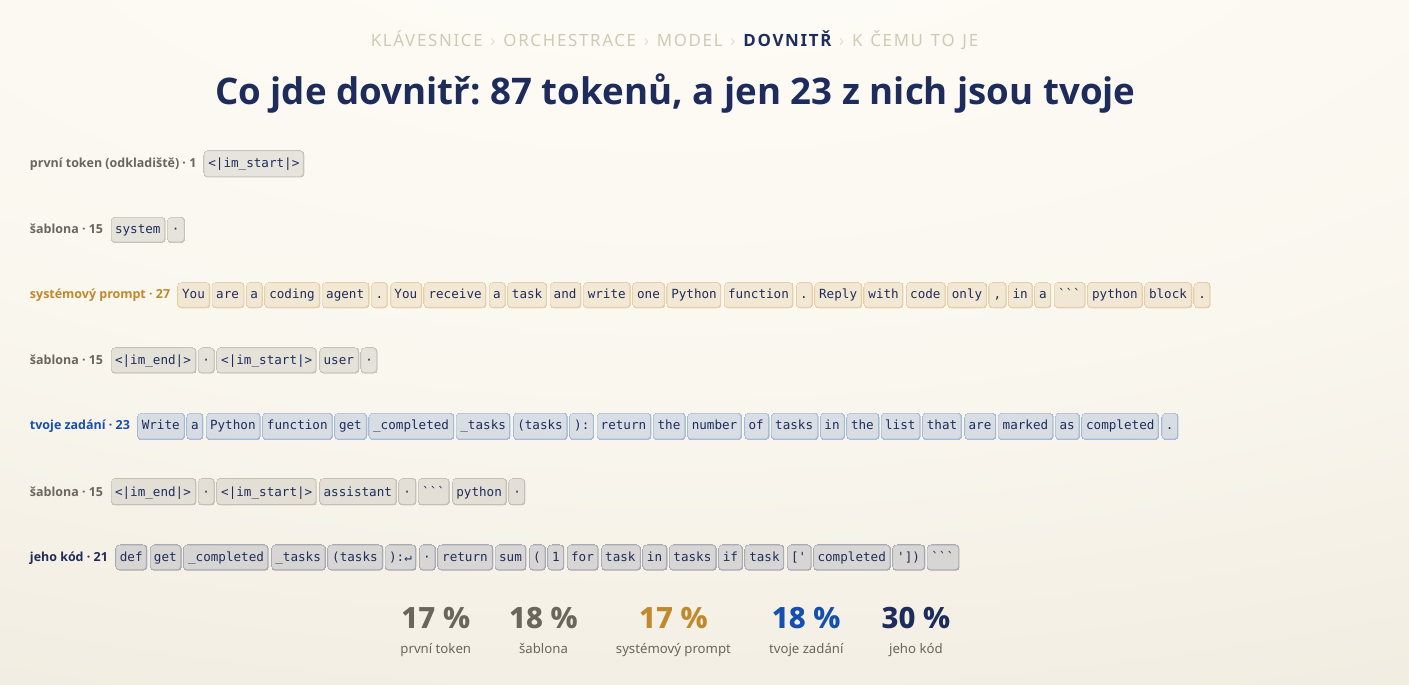 KLÁVESNICE › ORCHESTRACE › MODEL › DOVNITŘ › K ČEMU TO JE
Co jde dovnitř: 87 tokenů, a jen 23 z nich jsou tvoje
první token (odkladiště) · 1 <|im_start|>
šablona · 15 system ·
systémový prompt · 27 You are a coding agent . You receive a task and write one Python function . Reply with code only , in a ``` python block .
šablona · 15 <|im_end|> · <|im_start|> user ·
tvoje zadání · 23 Write a Python function get _completed _tasks (tasks ): return the number of tasks in the list that are marked as completed .
šablona · 15 <|im_end|> · <|im_start|> assistant · ``` python ·
jeho kód · 21 def get _completed _tasks (tasks ):↵ · return sum ( 1 for task in tasks if task [' completed ']) ```
17 % 18 % 17 % 18 % 30 %
první token šablona systémový prompt tvoje zadání jeho kód